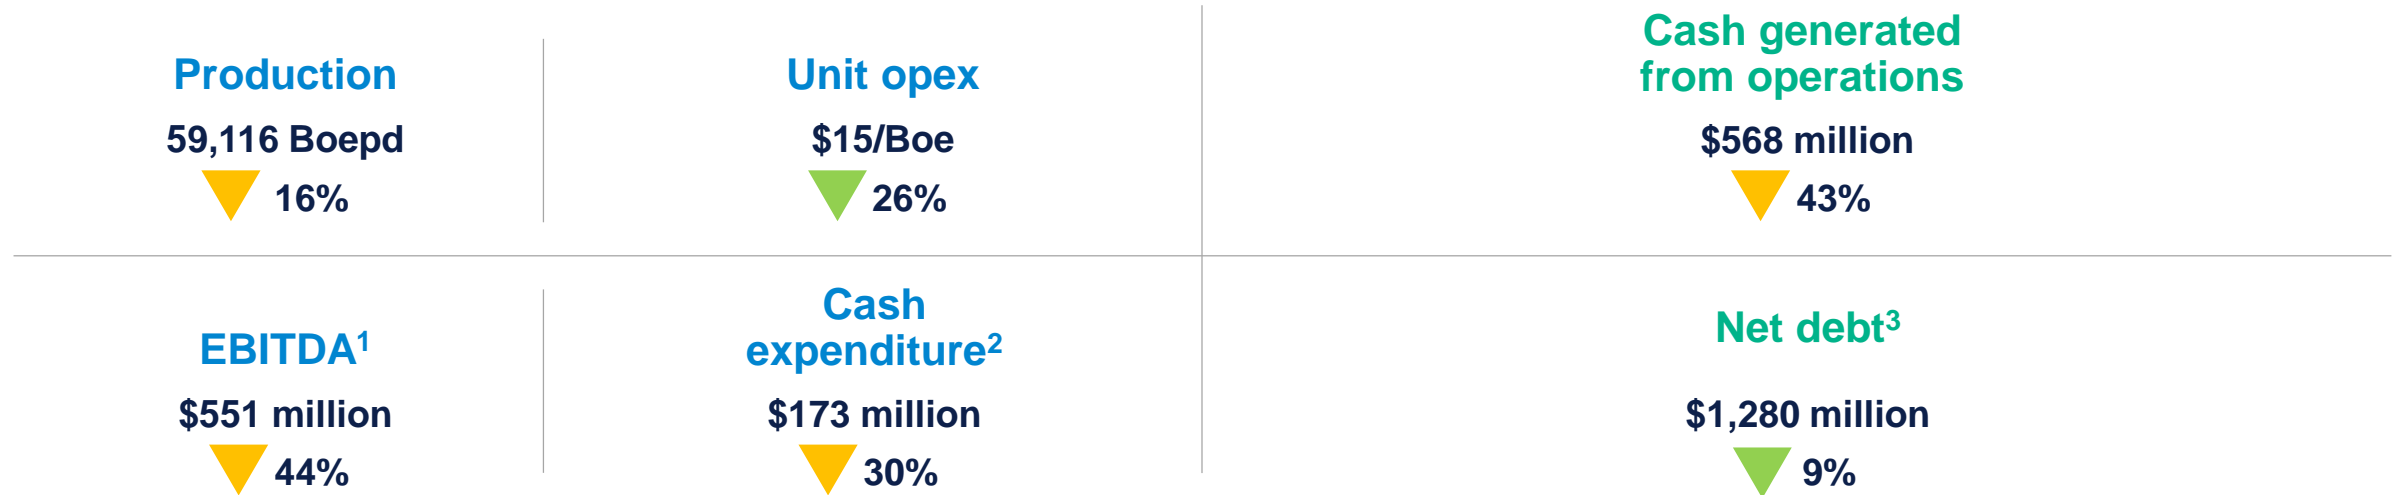 Production
59,116 Boepd
16%
Unit opex
$15/Boe
26%
Cash generated
from operations
$568 million
43%
EBITDA¹
$551 million
44%
Cash
expenditure²
$173 million
30%
Net debt³
$1,280 million
9%